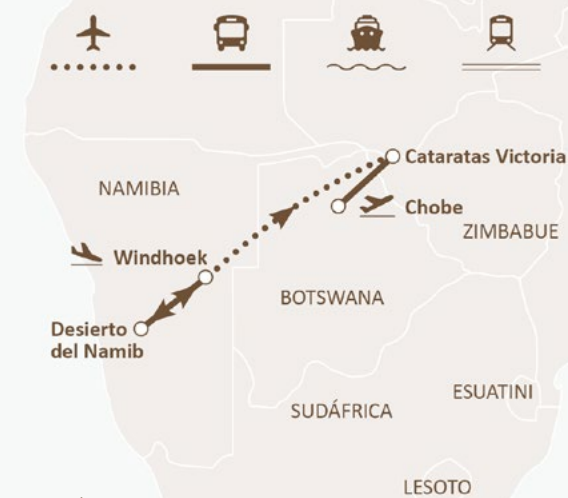 Cataratas Victoria
NAMIBIA
Chobe
ZIMBABUE
Windhoek
BOTSWANA
Desierto
del Namib
ESUATINI
SUDÁFRICA
LESOTO